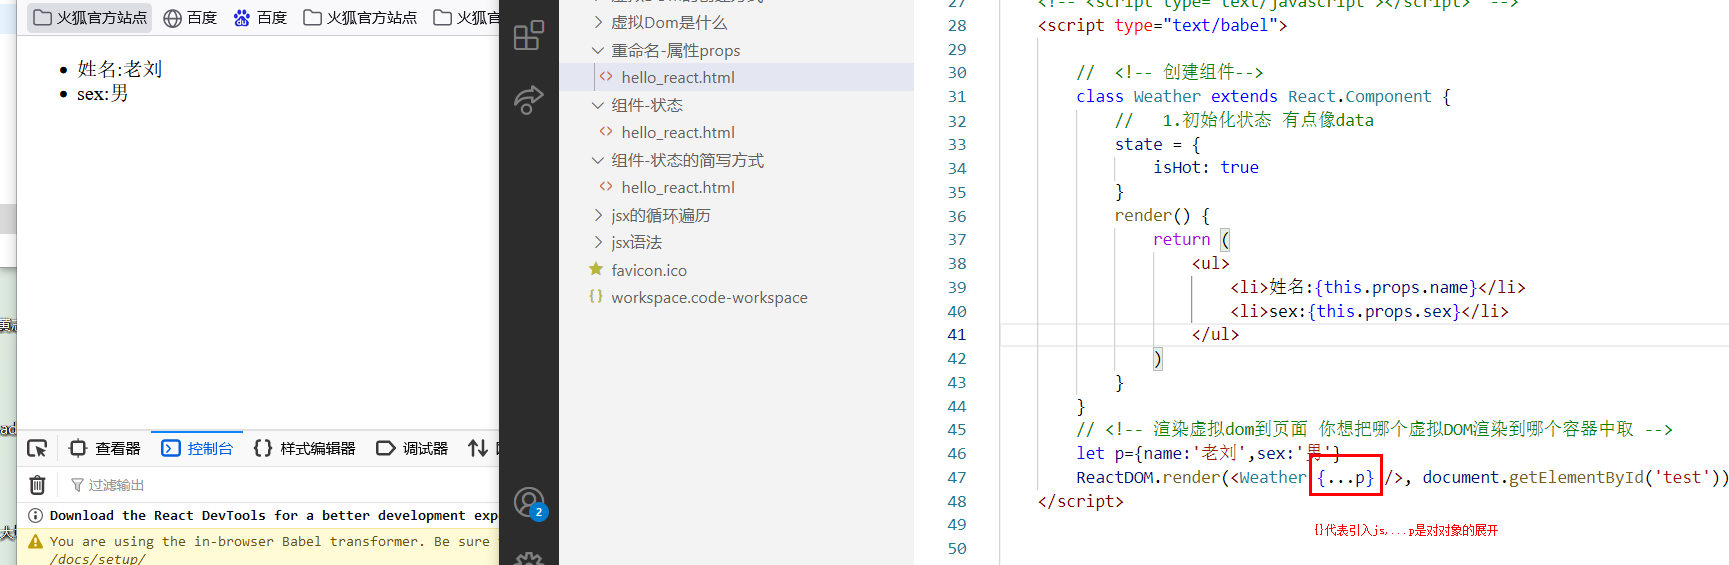 火狐官方站点
百度
百度
火狐官方站点
姓名:老刘
sex:男
查看器
控制台
样式编辑器
调试器
过滤输出
Download the React DevTools for a better development
You are using the in-browser Babel transformer. Be sure
/docs/setup/
2
虚拟Dom是什么
重命名-属性props
hello_react.html
组件-状态
hello_react.html
组件-状态的简写方式
hello_react.html
jsx的循环遍历
jsx语法
favicon.ico
workspace.code-workspace
27 <!-- <script type="text/javascript"></script> -->
28 <script type="text/babel">
29
30 // <!-- 创建组件-->
31 class Weather extends React.Component {
32 // 1.初始化状态 有点像data
33 state = {
34 isHot: true
35 }
36 render() {
37 return (
38 <ul>
39 <li>姓名:{this.props.name}</li>
40 <li>sex:{this.props.sex}</li>
41 </ul>
42 )
43 }
44 }
45 // <!-- 渲染虚拟dom到页面 你想把哪个虚拟DOM渲染到哪个容器中取 -->
46 let p={name:'老刘',sex:'男'}
47 ReactDOM.render(<Weather {...p} />, document.getElementById('test'))
48 </script>
49
50
{}代表引入js,...p是对对象的展开